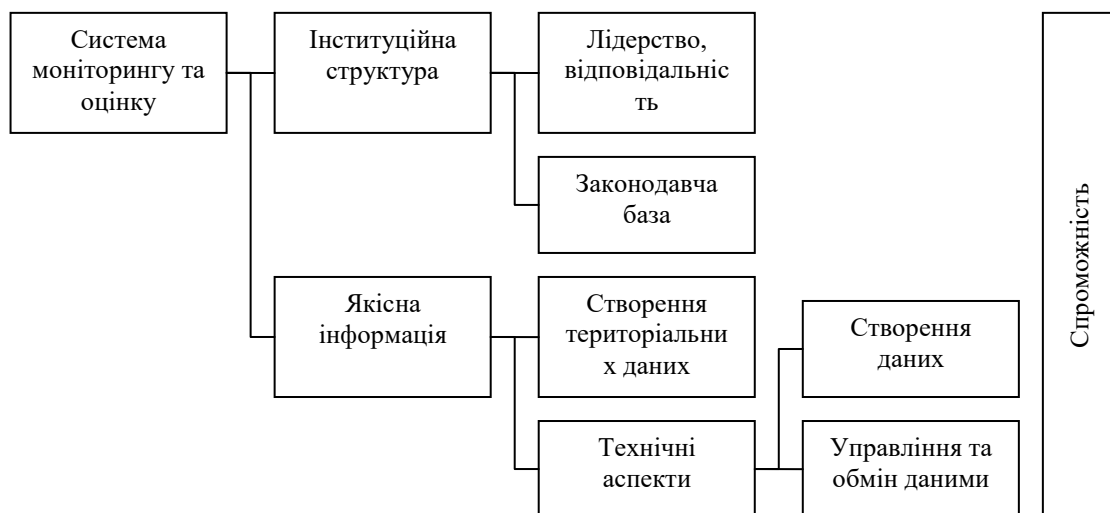 Система
моніторингу та
оцінку
Інституційна
структура
Лідерство,
відповідальніс
ть
Законодавча
база
Якісна
інформація
Створення
територіальни
х даних
Технічні
аспекти
Створення
даних
Управління та
обмін даними
Спроможність